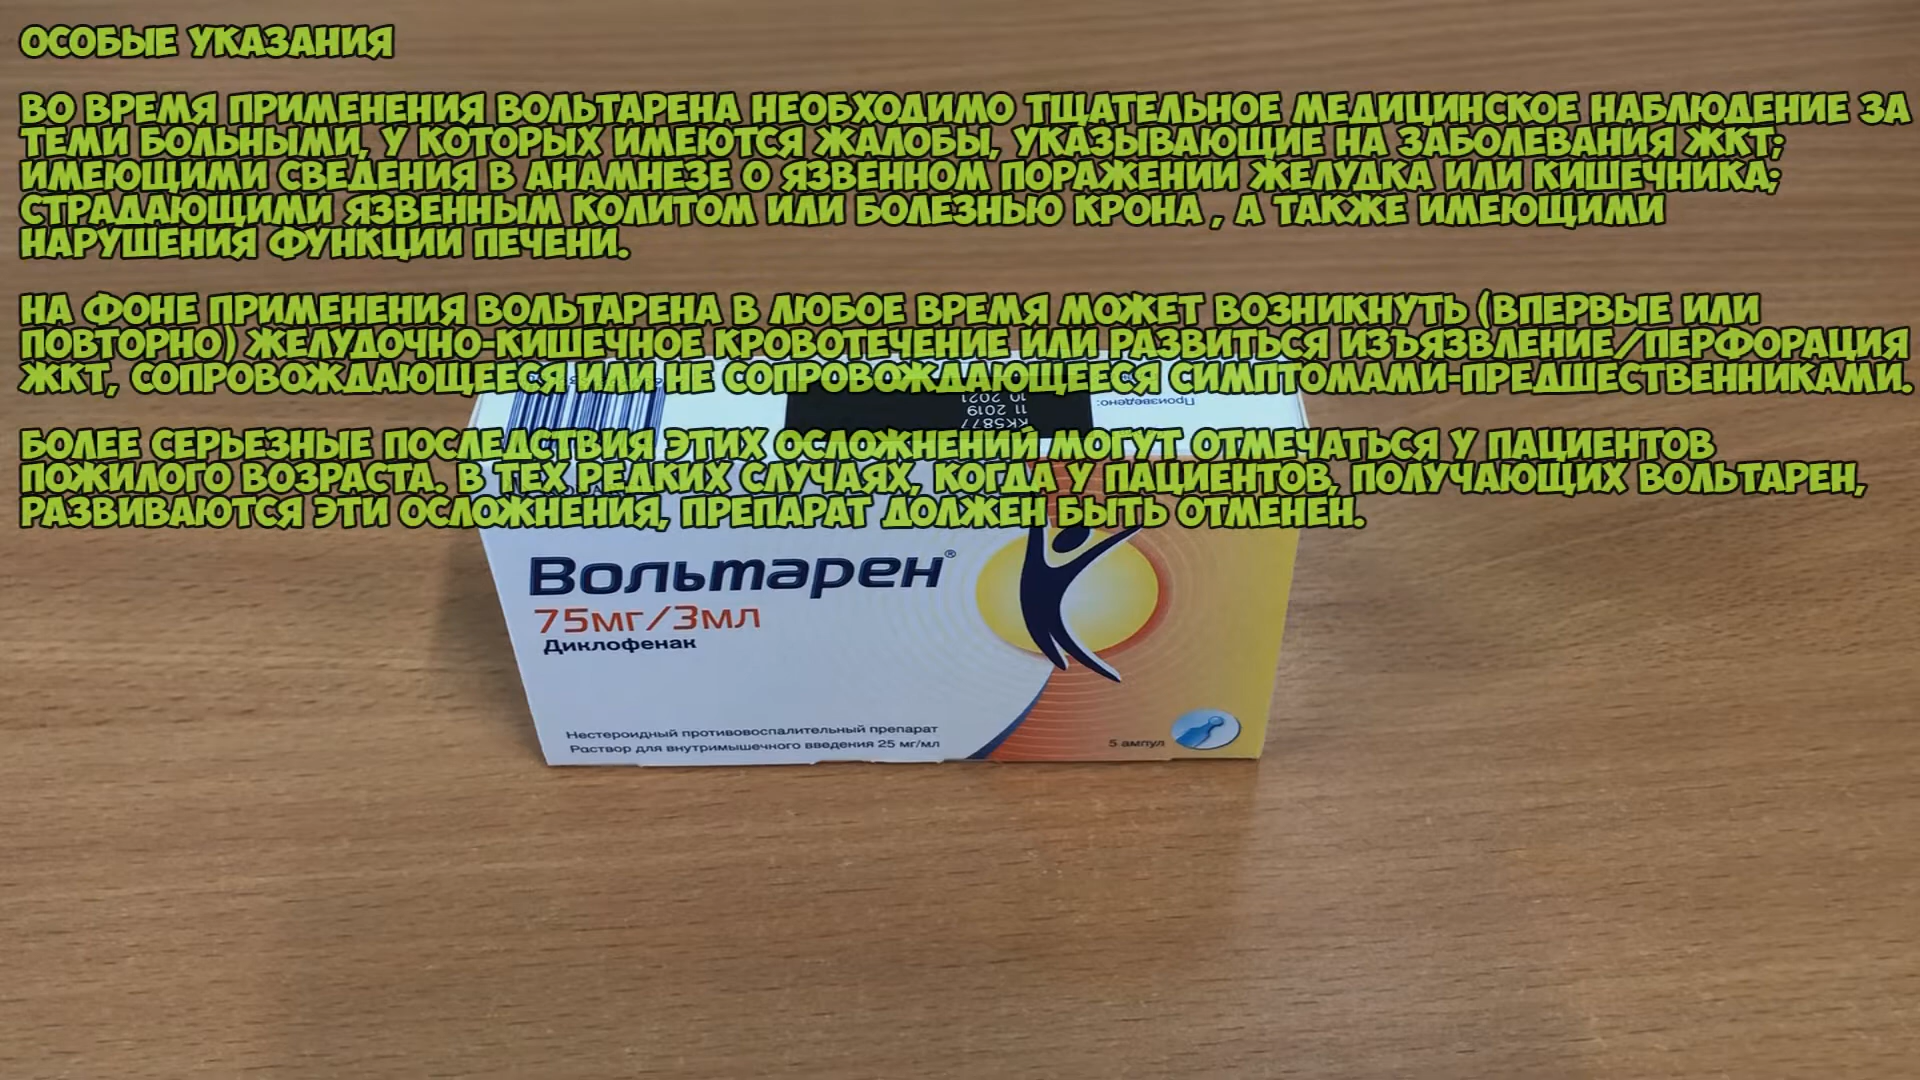 ОСОБЫЕ УКАЗАНИЯ
ВО ВРЕМЯ ПРИМЕНЕНИЯ ВОЛЬТАРЕНА НЕОБХОДИМО ТЩАТЕЛЬНОЕ МЕДИЦИНСКОЕ НАБЛЮДЕНИЕ ЗА
ТЕМИ БОЛЬНЫМИ, У КОТОРЫХ ИМЕЮТСЯ ЖАЛОБЫ, УКАЗЫВАЮЩИЕ НА ЗАБОЛЕВАНИЯ ЖКТ;
ИМЕЮЩИМИ СВЕДЕНИЯ В АНАМНЕЗЕ О ЯЗВЕННОМ ПОРАЖЕНИИ ЖЕЛУДКА ИЛИ КИШЕЧНИКА;
СТРАДАЮЩИМИ ЯЗВЕННЫМ КОЛИТОМ ИЛИ БОЛЕЗНЬЮ КРОНА , А ТАКЖЕ ИМЕЮЩИМИ
НАРУШЕНИЯ ФУНКЦИИ ПЕЧЕНИ.
НА ФОНЕ ПРИМЕНЕНИЯ ВОЛЬТАРЕНА В ЛЮБОЕ ВРЕМЯ МОЖЕТ ВОЗНИКНУТЬ (ВПЕРВЫЕ ИЛИ
ПОВТОРНО) ЖЕЛУДОЧНО-КИШЕЧНОЕ КРОВОТЕЧЕНИЕ ИЛИ РАЗВИТЬСЯ ИЗЪЯЗВЛЕНИЕ/ПЕРФОРАЦИЯ
ЖКТ, СОПРОВОЖДАЮЩЕЕСЯ ИЛИ НЕ СОПРОВОЖДАЮЩЕЕСЯ СИМПТОМАМИ-ПРЕДШЕСТВЕННИКАМИ.
Произведено:
10 2021
11 2019
KK5877
БОЛЕЕ СЕРЬЕЗНЫЕ ПОСЛЕДСТВИЯ ЭТИХ ОСЛОЖНЕНИЙ МОГУТ ОТМЕЧАТЬСЯ У ПАЦИЕНТОВ
ПОЖИЛОГО ВОЗРАСТА. В ТЕХ РЕДКИХ СЛУЧАЯХ, КОГДА У ПАЦИЕНТОВ, ПОЛУЧАЮЩИХ ВОЛЬТАРЕН,
РАЗВИВАЮТСЯ ЭТИ ОСЛОЖНЕНИЯ, ПРЕПАРАТ ДОЛЖЕН БЫТЬ ОТМЕНЕН.
Вольтарен®
75мг/3мл
Диклофенак
Нестероидный противовоспалительный препарат
Раствор для внутримышечного введения 25 мг/мл
5 ампул